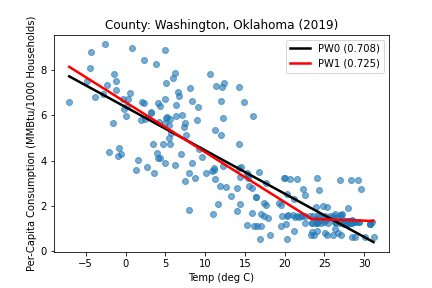 County: Washington, Oklahoma (2019)
PW0 (0.708)
PW1 (0.725)
Per-Capita Consumption (MMBtu/1000 Households)
8
6
4
2
0
−5
0
5
10
15
20
25
30
Temp (deg C)